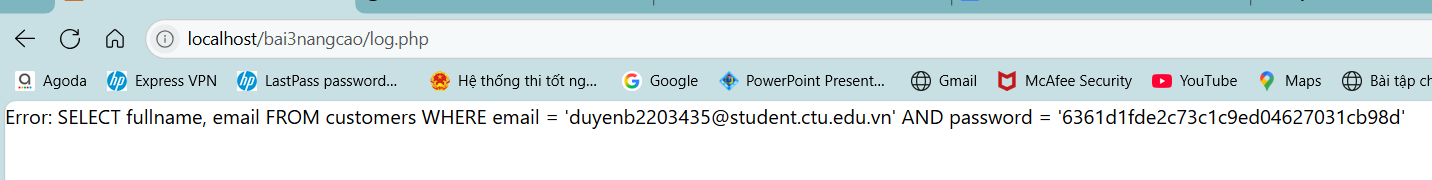 localhost/bai3nangcao/log.php
Agoda Express VPN LastPass password... Hệ thống thi tốt ng... Google PowerPoint Present... Gmail McAfee Security YouTube Maps Bài tập ch
Error: SELECT fullname, email FROM customers WHERE email = 'duyenb2203435@student.ctu.edu.vn' AND password = '6361d1fde2c73c1c9ed04627031cb98d'